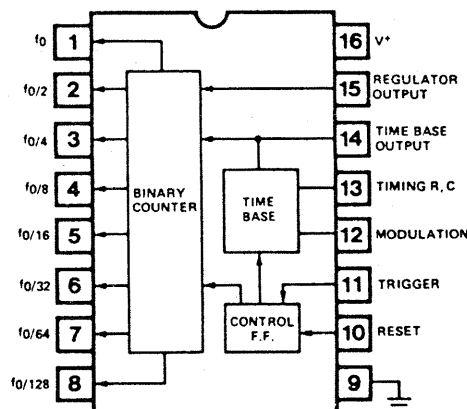 f0 1
f0/2 2
f0/4 3
f0/8 4
f0/16 5
f0/32 6
f0/64 7
f0/128 8
BINARY
COUNTER
TIME
BASE
CONTROL
F.F.
16 V+
15 REGULATOR
OUTPUT
14 TIME BASE
OUTPUT
13 TIMING R, C
12 MODULATION
11 TRIGGER
10 RESET
9